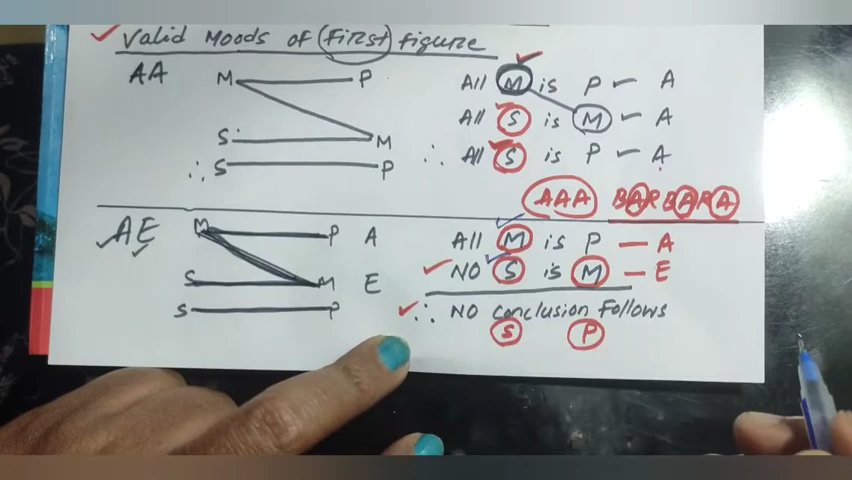 Valid Moods of First figure
AA M P All M is P A
All S is M A
S M
∴ S P ∴ All S is P A
AAA BARBARA
AE M P A All M is P — A
S M E NO S is M — E
S P ∴ NO conclusion Follows
S P